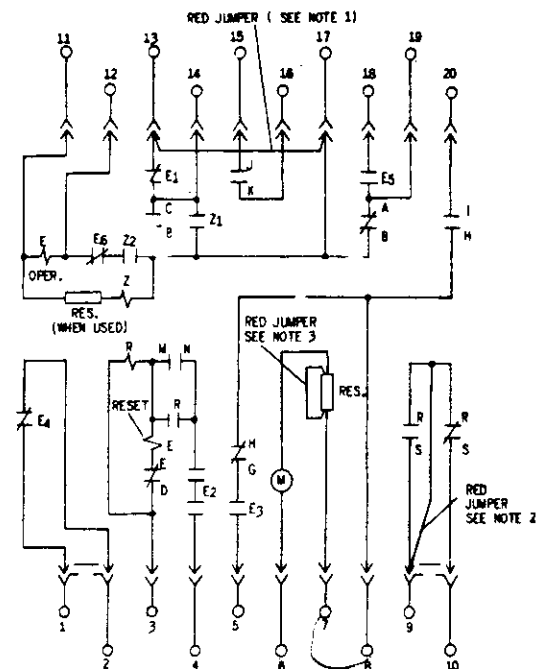 RED JUMPER ( SEE NOTE 1)
11
13
15
17
19
12
14
16
18
20
E1
J
K
E5
C
B
Z1
A
B
I
H
E
E6
Z2
OPER.
Z
RES.
(WHEN USED)
RED JUMPER
SEE NOTE 3
RES.
R
M
N
R
RESET
E
E
D
E2
E4
H
G
E3
M
R
S
R
S
RED
JUMPER
SEE NOTE 2
1
3
5
7
9
2
4
6
8
10